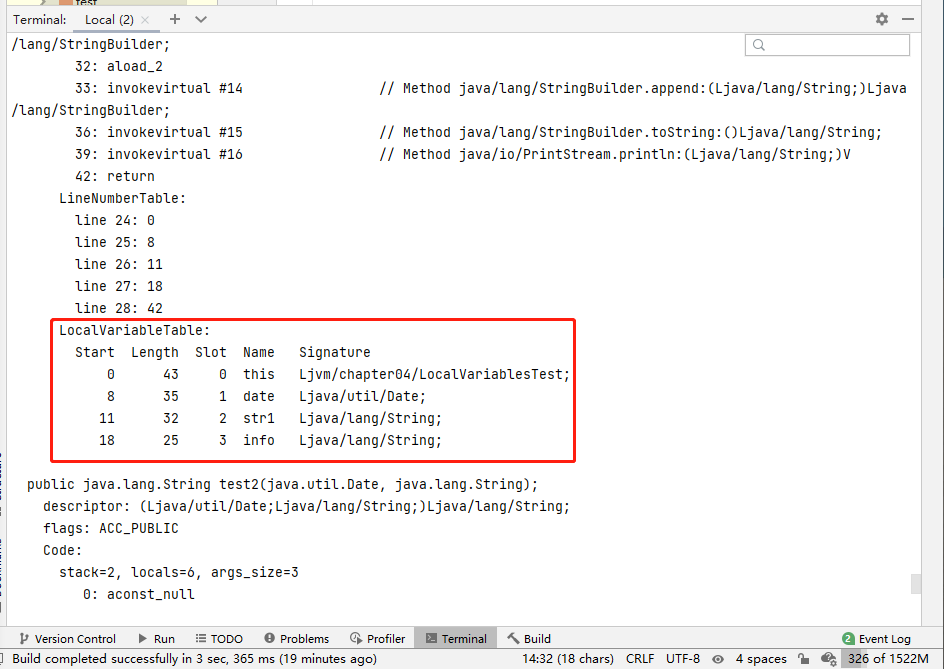 test
Terminal: Local (2) × + 
/lang/StringBuilder;
32: aload_2
33: invokevirtual #14 // Method java/lang/StringBuilder.append:(Ljava/lang/String;)Ljava
/lang/StringBuilder;
36: invokevirtual #15 // Method java/lang/StringBuilder.toString:()Ljava/lang/String;
39: invokevirtual #16 // Method java/io/PrintStream.println:(Ljava/lang/String;)V
42: return
LineNumberTable:
line 24: 0
line 25: 8
line 26: 11
line 27: 18
line 28: 42
LocalVariableTable:
Start Length Slot Name Signature
0 43 0 this Ljvm/chapter04/LocalVariablesTest;
8 35 1 date Ljava/util/Date;
11 32 2 str1 Ljava/lang/String;
18 25 3 info Ljava/lang/String;
public java.lang.String test2(java.util.Date, java.lang.String);
descriptor: (Ljava/util/Date;Ljava/lang/String;)Ljava/lang/String;
flags: ACC_PUBLIC
Code:
stack=2, locals=6, args_size=3
0: aconst_null
Version Control Run TODO Problems Profiler Terminal Build 2 Event Log
Build completed successfully in 3 sec, 365 ms (19 minutes ago) 14:32 (18 chars) CRLF UTF-8 4 spaces 326 of 1522M